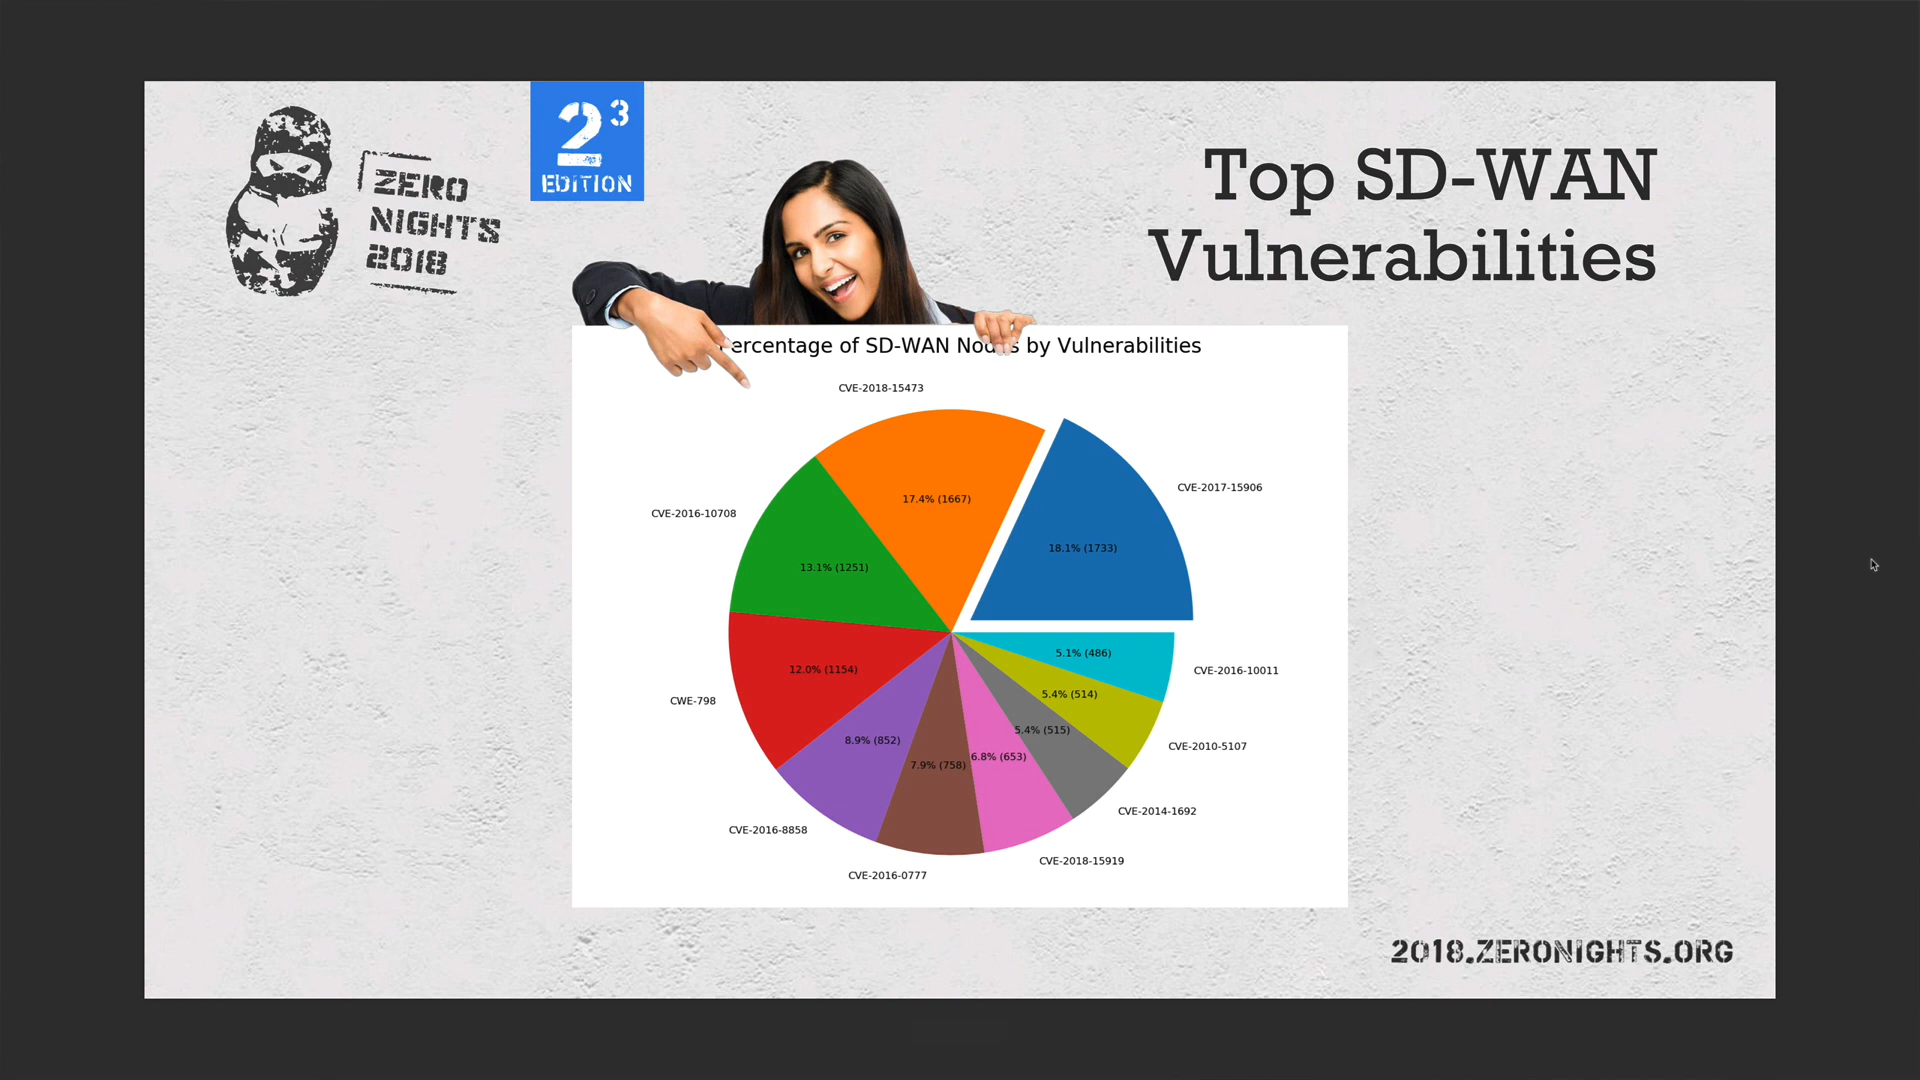 ZERO
NIGHTS
2018
2³
EDITION
Top SD-WAN
Vulnerabilities
of SD-WAN
by Vulnerabilities
CVE-2018-15473
CVE-2017-15906
CVE-2016-10708
17.4% (1667)
18.1% (1733)
13.1% (1251)
12.0% (1154)
5.1% (486)
CVE-2016-10011
CWE-798
5.4% (514)
8.9% (852)
5.4% (515)
CVE-2010-5107
7.9% (758)
6.8% (653)
CVE-2014-1692
CVE-2016-8858
CVE-2018-15919
CVE-2016-0777
2018.ZERONIGHTS.ORG